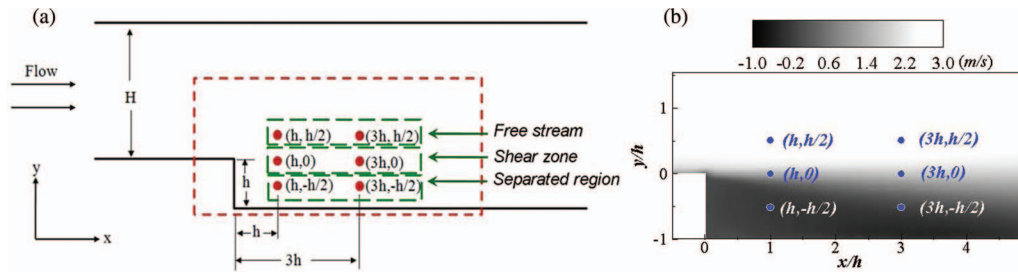 (a)
Flow
H
y
x
h
(h, h/2) (3h, h/2)
(h,0) (3h,0)
(h,-h/2) (3h,-h/2)
h
3h
Free stream
Shear zone
Separated region
(b)
-1.0 -0.2 0.6 1.4 2.2 3.0 (m/s)
y/h
1
0
-1
(h,h/2) (3h,h/2)
(h,0) (3h,0)
(h,-h/2) (3h,-h/2)
0 1 2 3 4
x/h